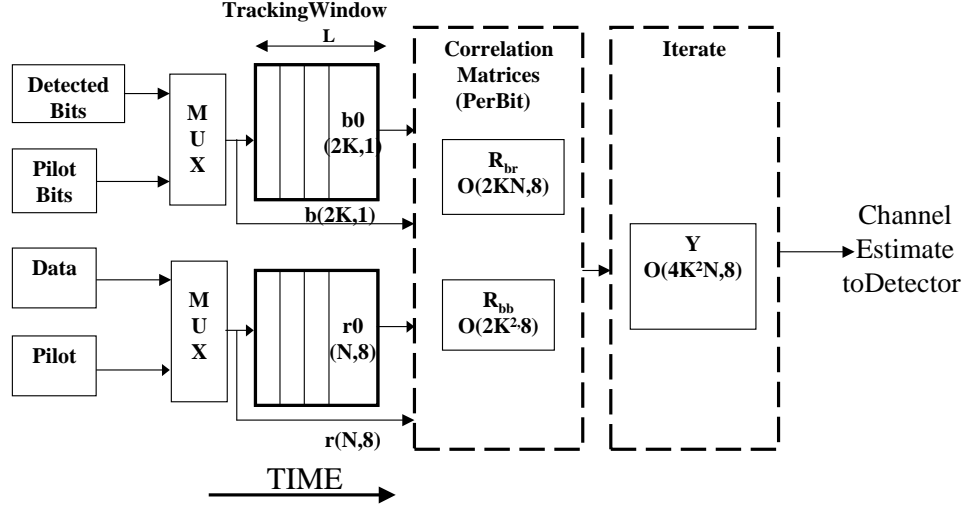 TrackingWindow
L
Detected
Bits
Pilot
Bits
M
U
X
b0
(2K,1)
b(2K,1)
Data
Pilot
M
U
X
r0
(N,8)
r(N,8)
Correlation
Matrices
(PerBit)
R_br
O(2KN,8)
R_bb
O(2K²,8)
Iterate
Y
O(4K²N,8)
Channel
Estimate
toDetector
TIME